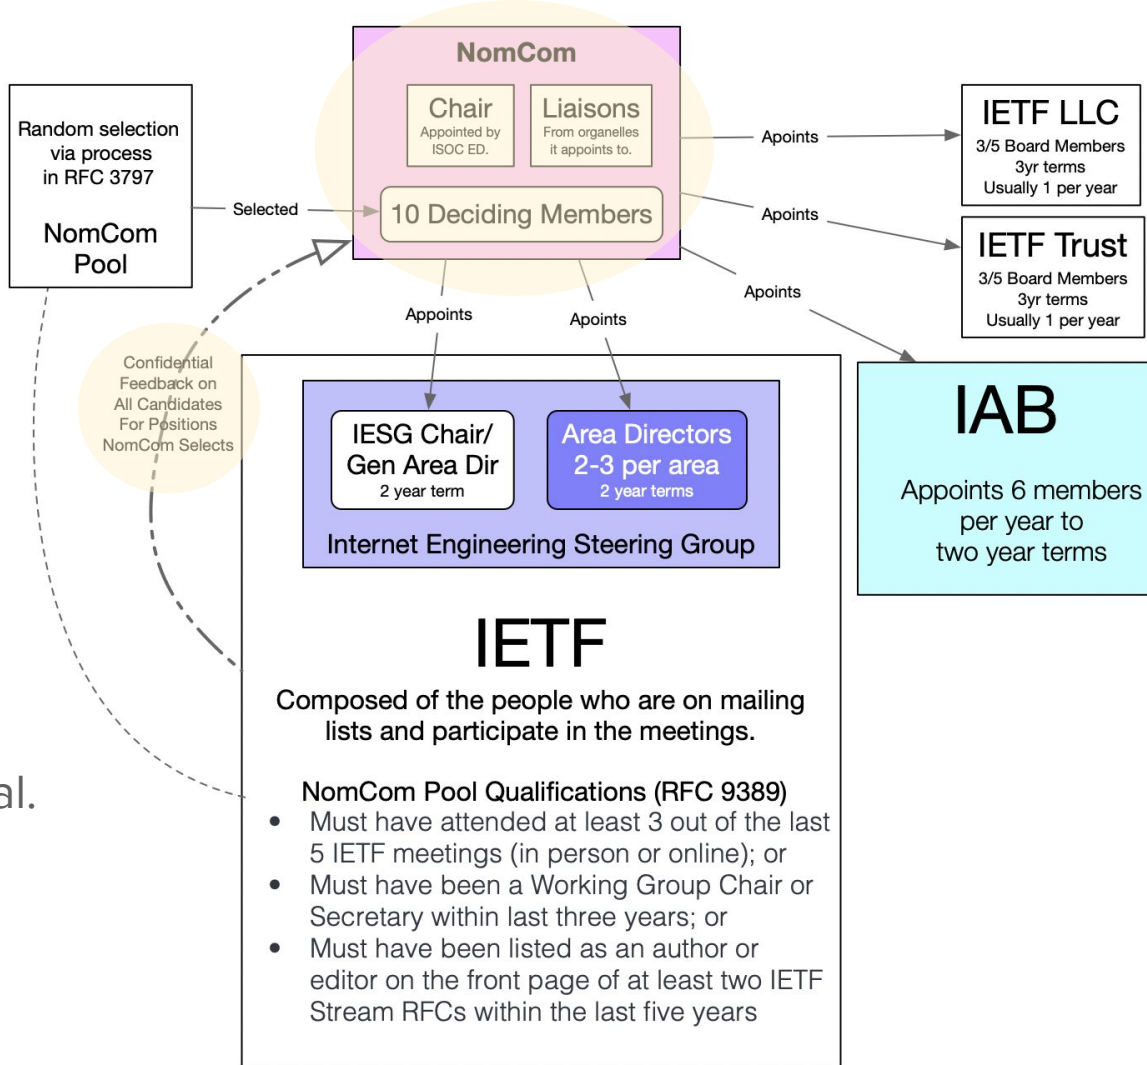 NomCom
Chair
Appointed by
ISOC ED.
Liaisons
From organelles
it appoints to.
10 Deciding Members
Random selection
via process
in RFC 3797
NomCom
Pool
Selected
Apoints
IETF LLC
3/5 Board Members
3yr terms
Usually 1 per year
Apoints
IETF Trust
3/5 Board Members
3yr terms
Usually 1 per year
Apoints
IAB
Appoints 6 members
per year to
two year terms
Appoints
Apoints
Confidential
Feedback on
All Candidates
For Positions
NomCom Selects
IESG Chair/
Gen Area Dir
2 year term
Area Directors
2-3 per area
2 year terms
Internet Engineering Steering Group
IETF
Composed of the people who are on mailing
lists and participate in the meetings.
al.
NomCom Pool Qualifications (RFC 9389)
• Must have attended at least 3 out of the last
5 IETF meetings (in person or online); or
• Must have been a Working Group Chair or
Secretary within last three years; or
• Must have been listed as an author or
editor on the front page of at least two IETF
Stream RFCs within the last five years